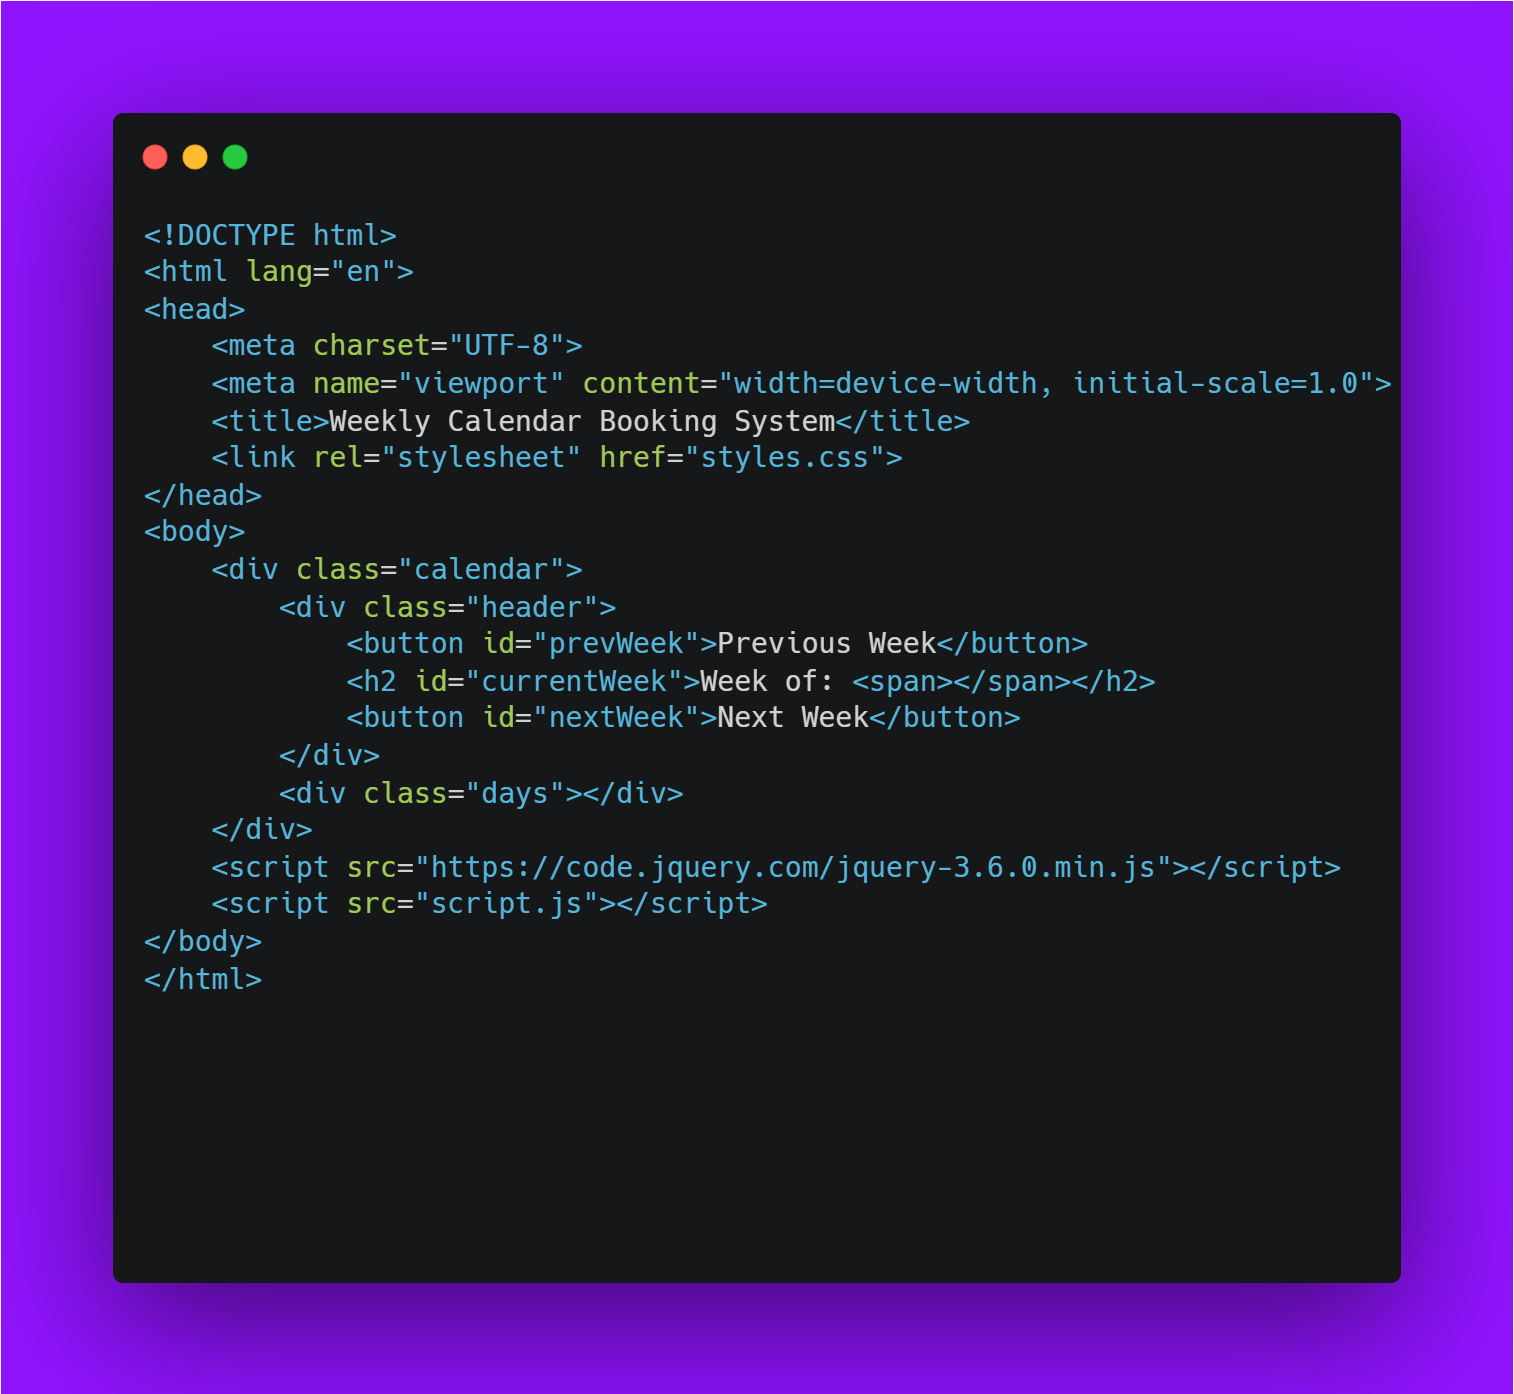 <!DOCTYPE html>
<html lang="en">
<head>
    <meta charset="UTF-8">
    <meta name="viewport" content="width=device-width, initial-scale=1.0">
    <title>Weekly Calendar Booking System</title>
    <link rel="stylesheet" href="styles.css">
</head>
<body>
    <div class="calendar">
        <div class="header">
            <button id="prevWeek">Previous Week</button>
            <h2 id="currentWeek">Week of: <span></span></h2>
            <button id="nextWeek">Next Week</button>
        </div>
        <div class="days"></div>
    </div>
    <script src="https://code.jquery.com/jquery-3.6.0.min.js"></script>
    <script src="script.js"></script>
</body>
</html>